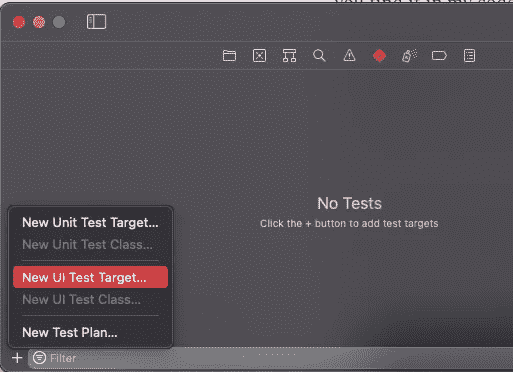 No Tests
Click the + button to add test targets
New Unit Test Target...
New Unit Test Class...
New UI Test Target...
New UI Test Class...
New Test Plan...
+ Filter